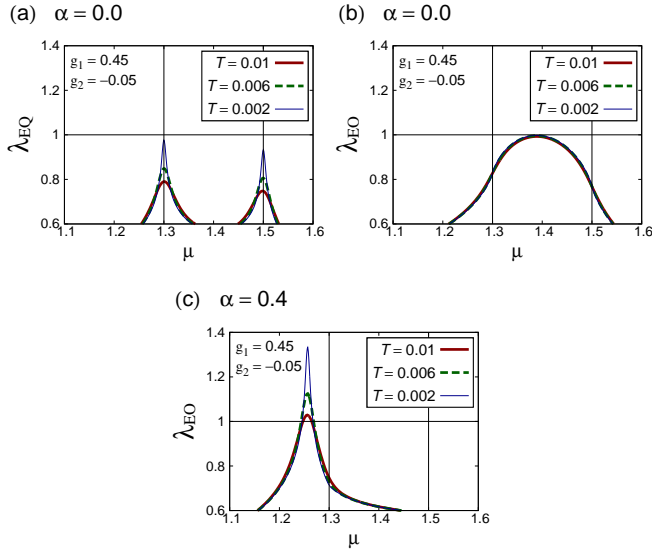 (a) α = 0.0
g₁ = 0.45
g₂ = −0.05
T = 0.01
T = 0.006
T = 0.002
λEQ
1.4
1.2
1
0.8
0.6
1.1 1.2 1.3 1.4 1.5 1.6
μ
(b) α = 0.0
g₁ = 0.45
g₂ = −0.05
T = 0.01
T = 0.006
T = 0.002
λEO
1.4
1.2
1
0.8
0.6
1.1 1.2 1.3 1.4 1.5 1.6
μ
(c) α = 0.4
g₁ = 0.45
g₂ = −0.05
T = 0.01
T = 0.006
T = 0.002
λEO
1.4
1.2
1
0.8
0.6
1.1 1.2 1.3 1.4 1.5 1.6
μ